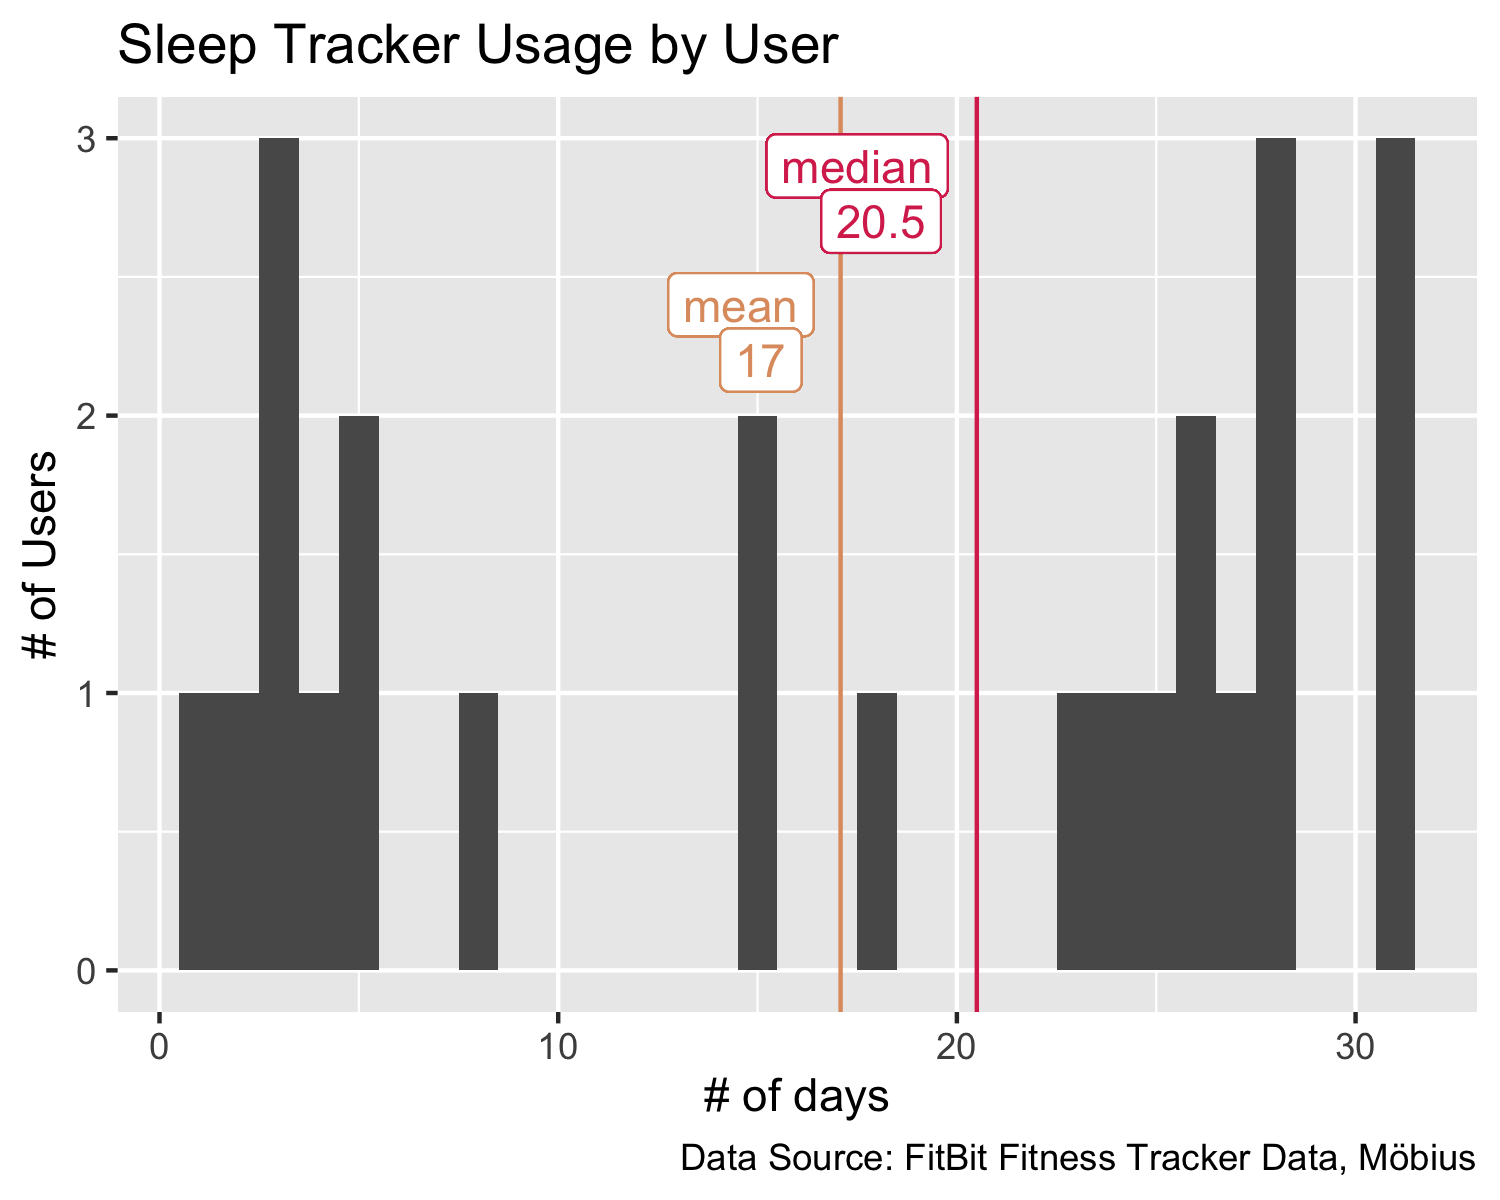 Sleep Tracker Usage by User
3
2
1
0
# of Users
median
20.5
mean
17
0 10 20 30
# of days
Data Source: FitBit Fitness Tracker Data, Möbius